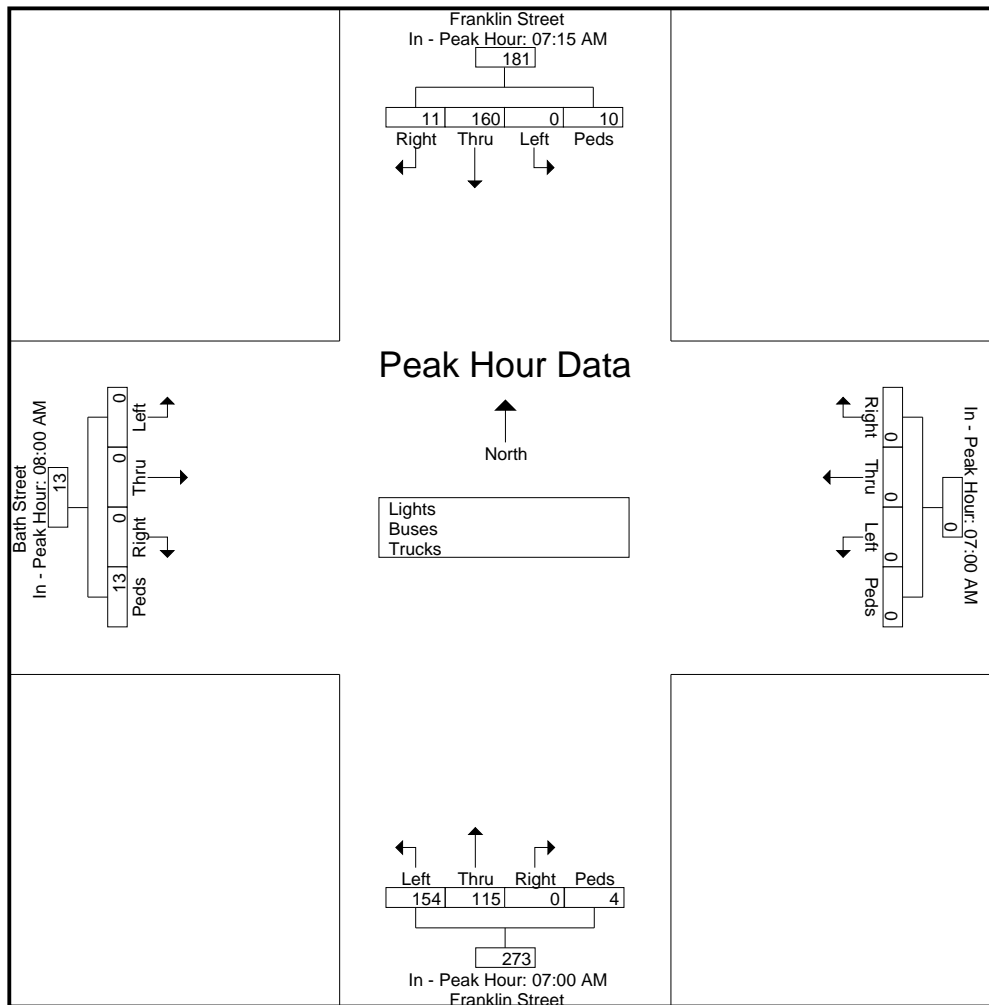 Franklin Street
In - Peak Hour: 07:15 AM
181
11 160 0 10
Right Thru Left Peds
Peak Hour Data
North
Lights
Buses
Trucks
Bath Street
In - Peak Hour: 08:00 AM
13
0 0 0 13
Left Thru Right Peds
In - Peak Hour: 07:00 AM
0
0 0 0 0
Right Thru Left Peds
Left Thru Right Peds
154 115 0 4
273
In - Peak Hour: 07:00 AM
Franklin Street